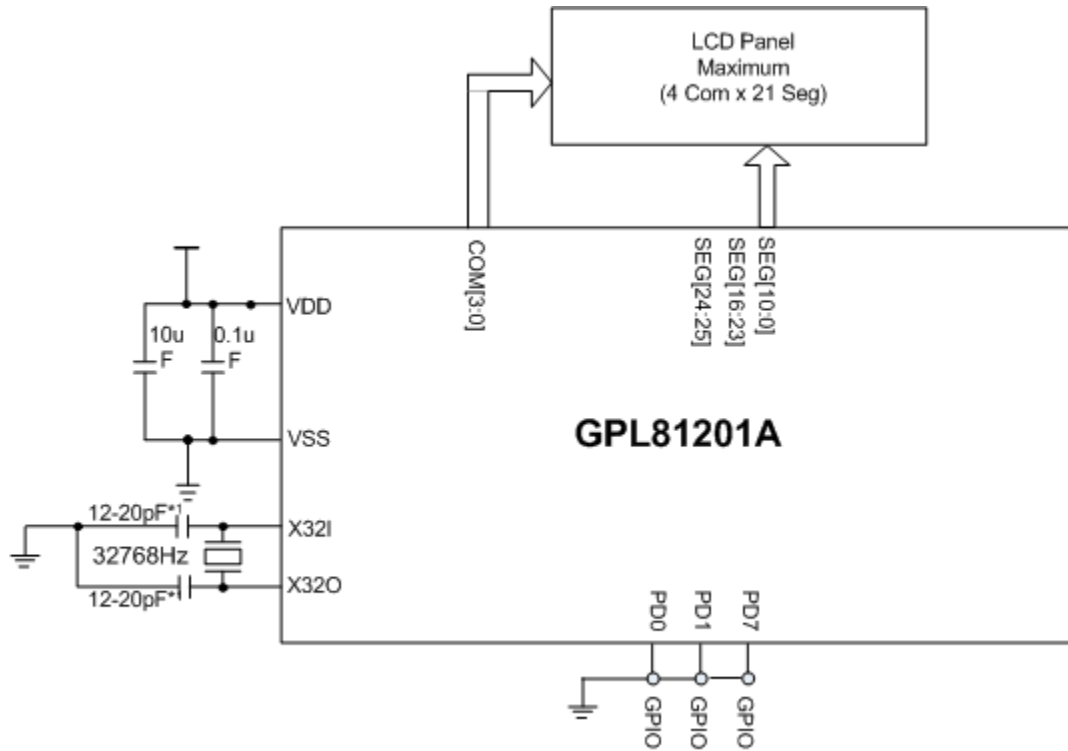 LCD Panel
Maximum
(4 Com x 21 Seg)
COM[3:0]
SEG[24:25]
SEG[16:23]
SEG[10:0]
VDD
10u
F
0.1u
F
VSS
GPL81201A
12-20pF*¹
X32I
32768Hz
X32O
12-20pF*¹
PD0
PD1
PD7
GPIO
GPIO
GPIO